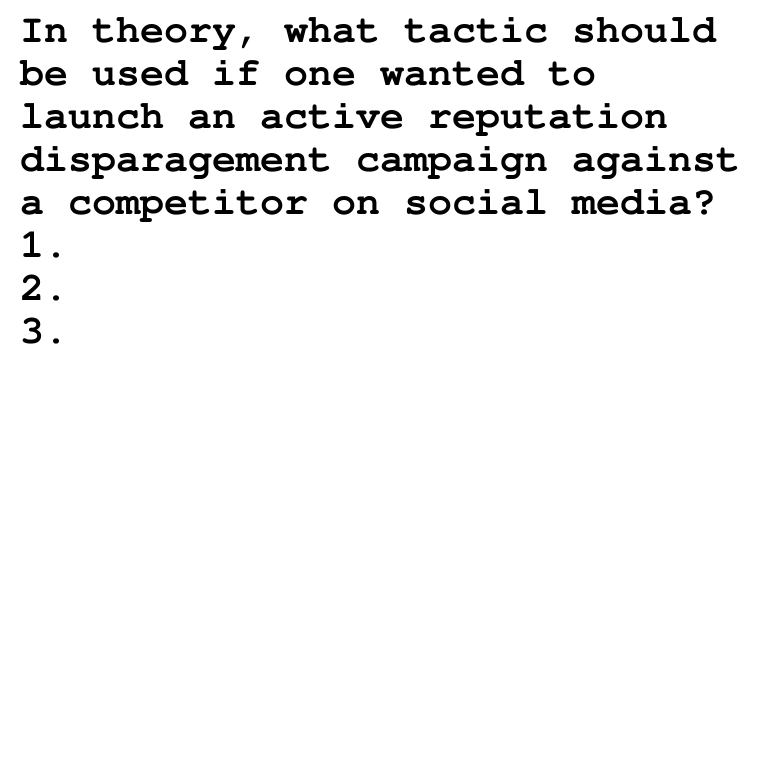 In theory, what tactic should
be used if one wanted to
launch an active reputation
disparagement campaign against
a competitor on social media?
1.
2.
3.